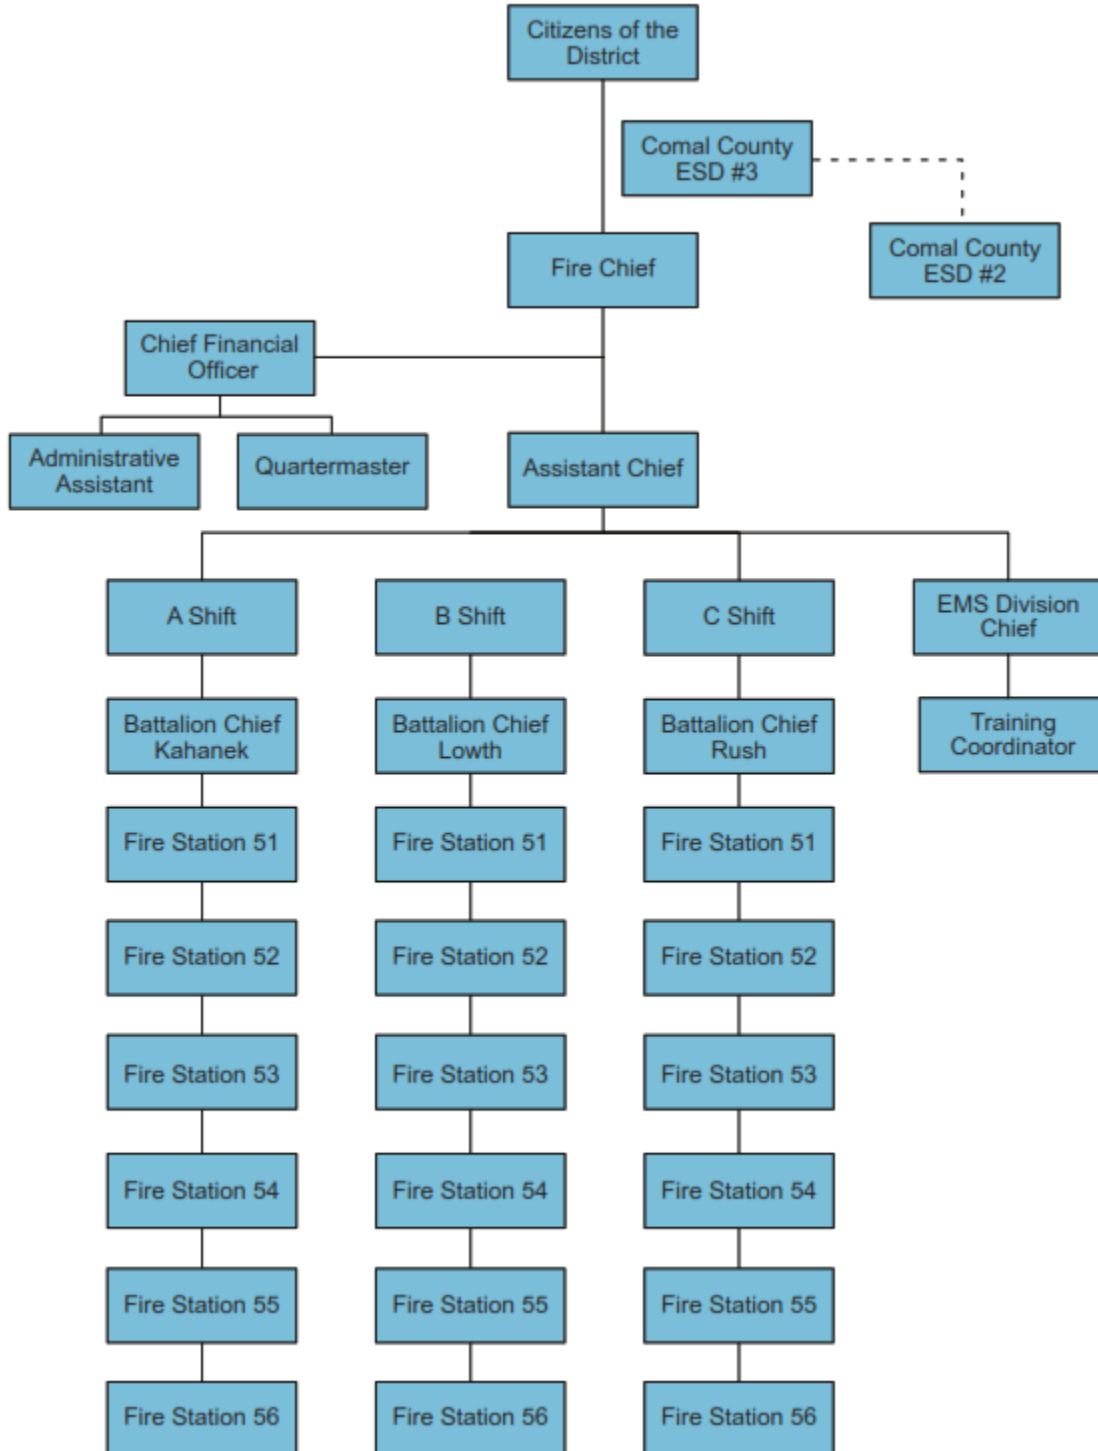 Citizens of the
District
Comal County
ESD #3
Comal County
ESD #2
Fire Chief
Chief Financial
Officer
Administrative
Assistant
Quartermaster
Assistant Chief
A Shift
B Shift
C Shift
EMS Division
Chief
Battalion Chief
Kahanek
Battalion Chief
Lowth
Battalion Chief
Rush
Training
Coordinator
Fire Station 51
Fire Station 51
Fire Station 51
Fire Station 52
Fire Station 52
Fire Station 52
Fire Station 53
Fire Station 53
Fire Station 53
Fire Station 54
Fire Station 54
Fire Station 54
Fire Station 55
Fire Station 55
Fire Station 55
Fire Station 56
Fire Station 56
Fire Station 56